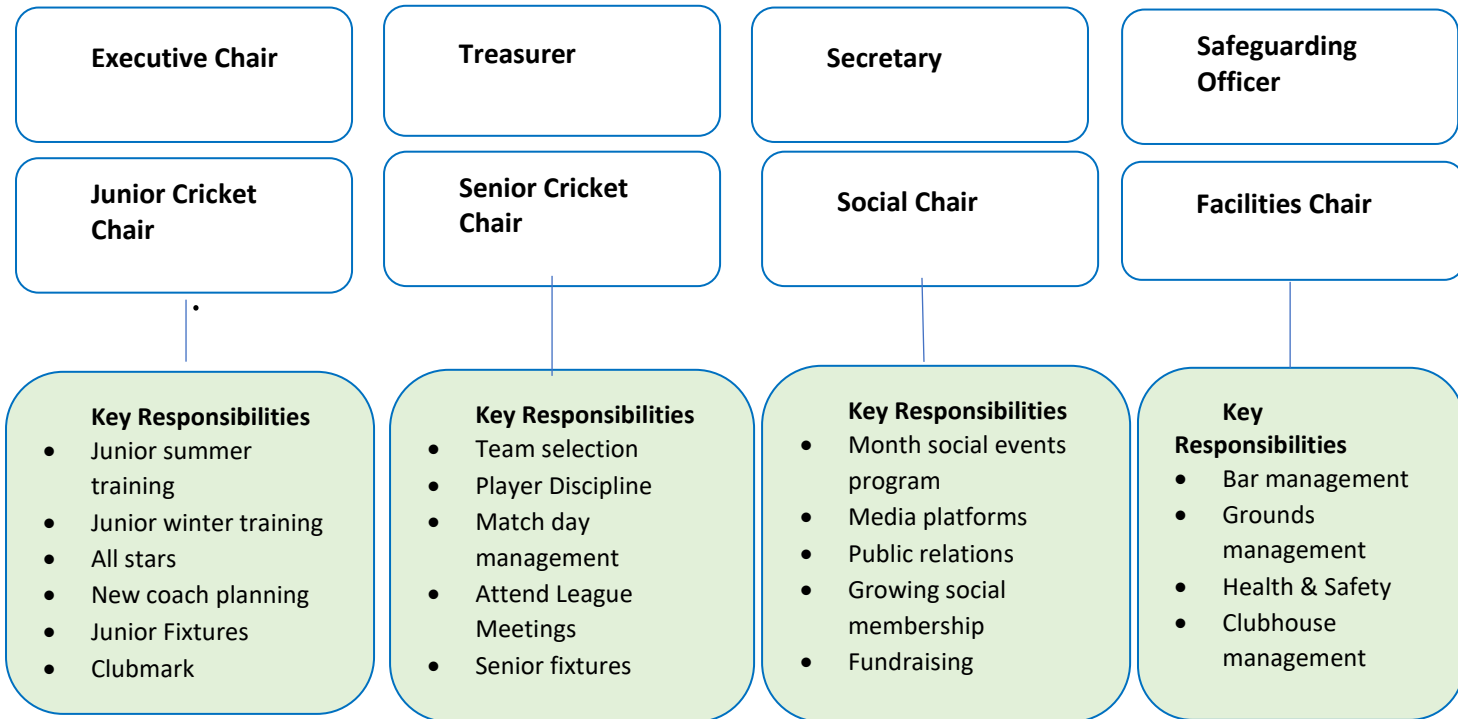 Executive Chair
Treasurer
Secretary
Safeguarding
Officer
Junior Cricket
Chair
Senior Cricket
Chair
Social Chair
Facilities Chair
•
Key Responsibilities
• Junior summer
training
• Junior winter training
• All stars
• New coach planning
• Junior Fixtures
• Clubmark
Key Responsibilities
• Team selection
• Player Discipline
• Match day
management
• Attend League
Meetings
• Senior fixtures
Key Responsibilities
• Month social events
program
• Media platforms
• Public relations
• Growing social
membership
• Fundraising
Key
Responsibilities
• Bar management
• Grounds
management
• Health & Safety
• Clubhouse
management